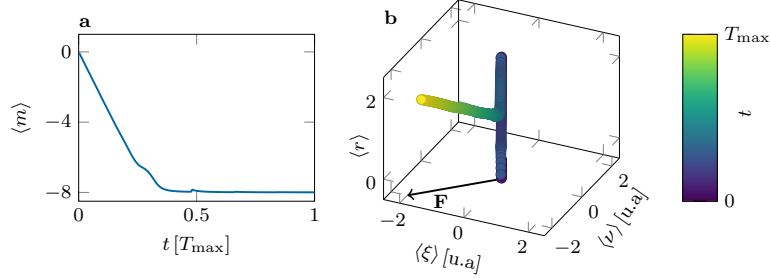 a
0
−4
−8
⟨m⟩
0
0.5
1
t [T_max]
b
2
0
⟨r⟩
F
−2
0
2
⟨ξ⟩ [u.a]
−2
0
2
⟨ν⟩ [u.a]
T_max
t
0